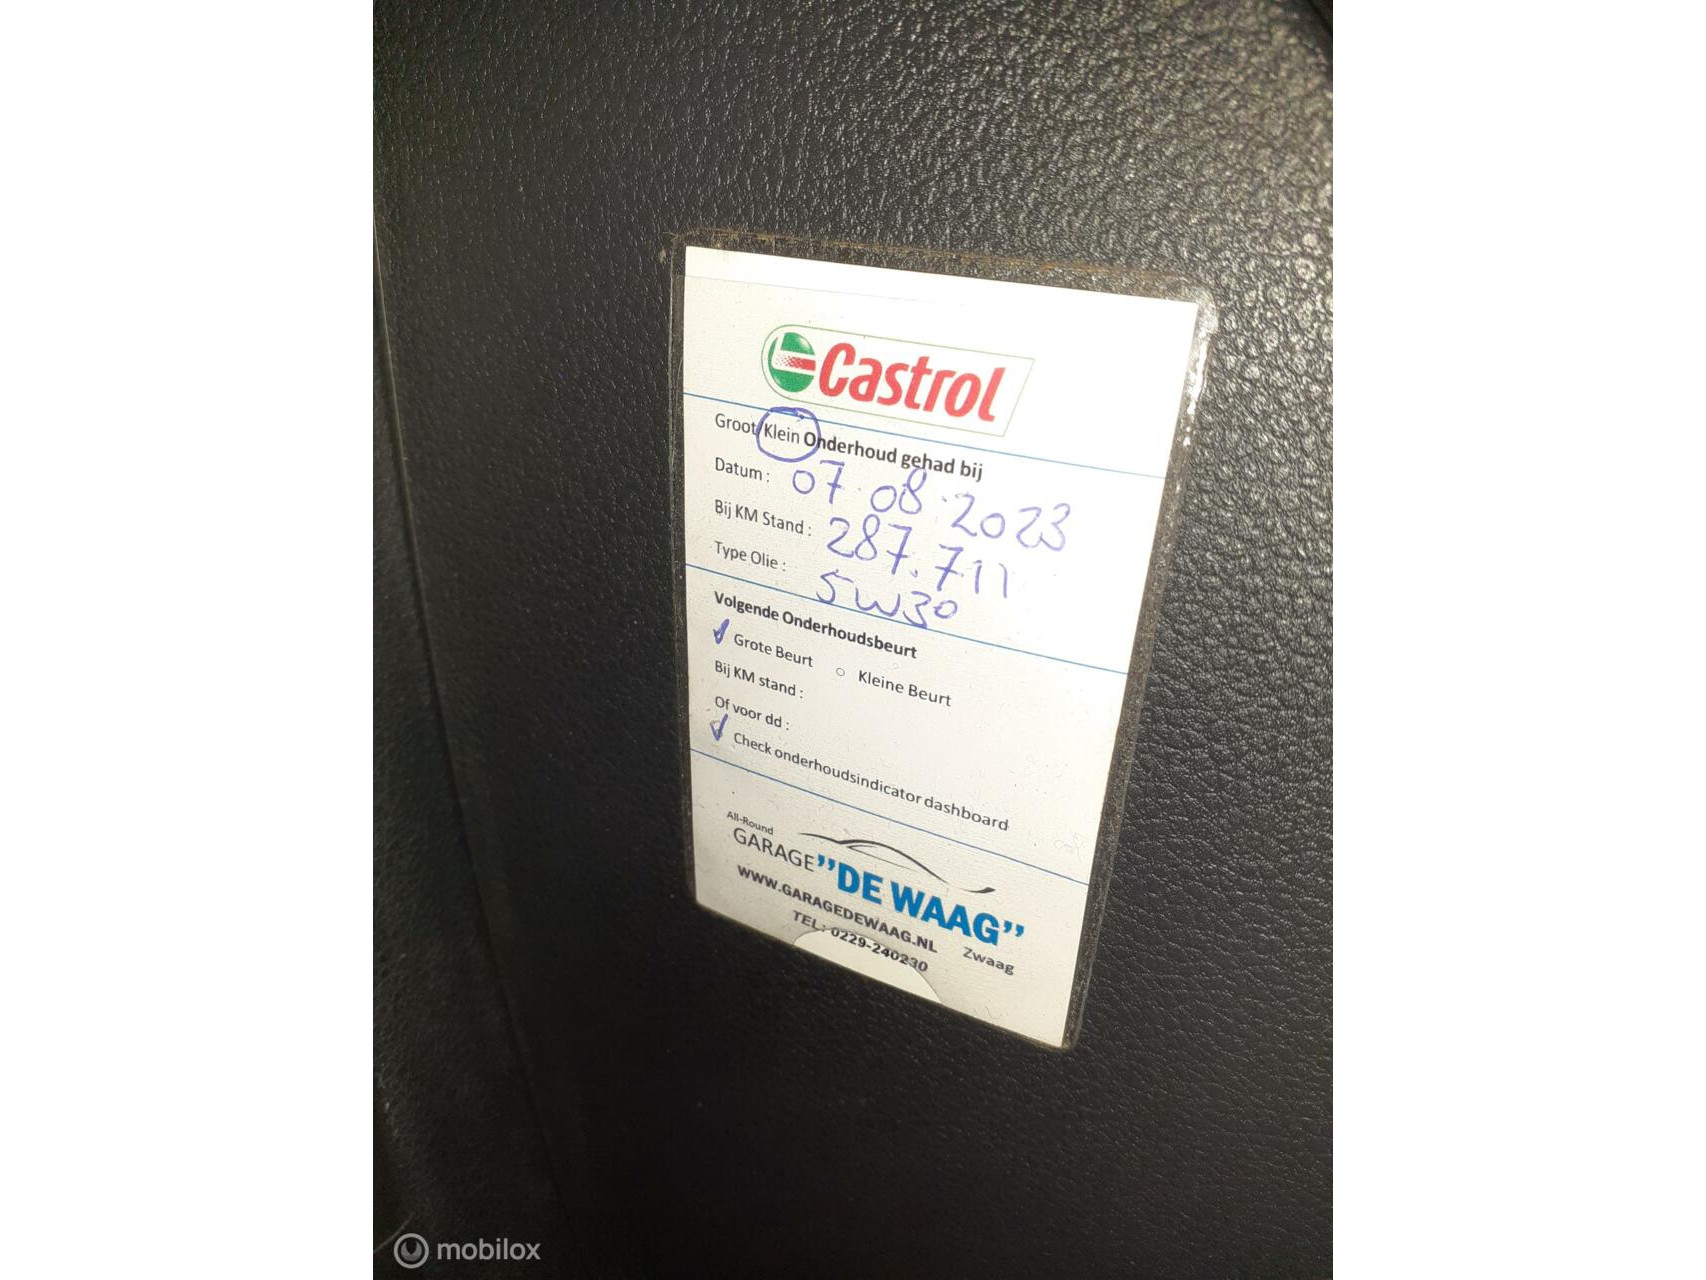 Castrol
Groot/Klein Onderhoud gehad bij
Datum: 07.08.2023
Bij KM Stand: 287.711
Type Olie: 5W30
Volgende Onderhoudsbeurt
Grote Beurt Kleine Beurt
Bij KM stand:
Of voor dd:
Check onderhoudsindicator dashboard
All-Round
GARAGE "DE WAAG"
WWW.GARAGEDEWAAG.NL Zwaag
TEL: 0229-240230
mobilox